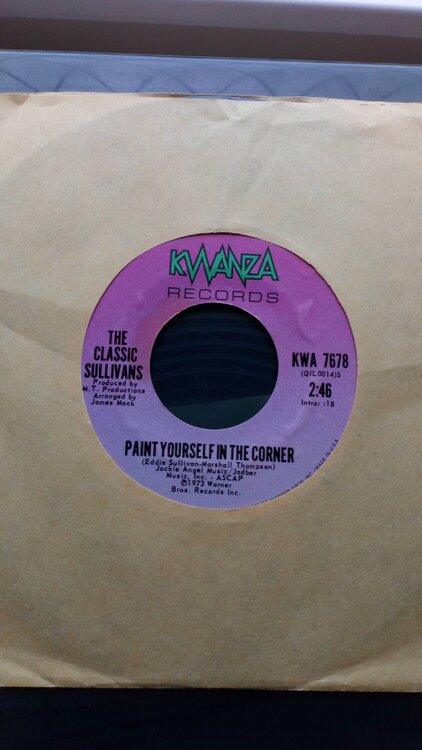 KWANZA
RECORDS
THE
CLASSIC
SULLIVANS
Produced by
M.T. Productions
Arranged by
James Mack
KWA 7678
(QIL0014)S
2:46
Intro: :18
PAINT YOURSELF IN THE CORNER
(Eddie Sullivan-Marshall Thompson)
Jackie Angel Music/Jadber
Music, Inc. - ASCAP
℗1973 Warner
Bros. Records Inc.
MADE IN U.S.A.